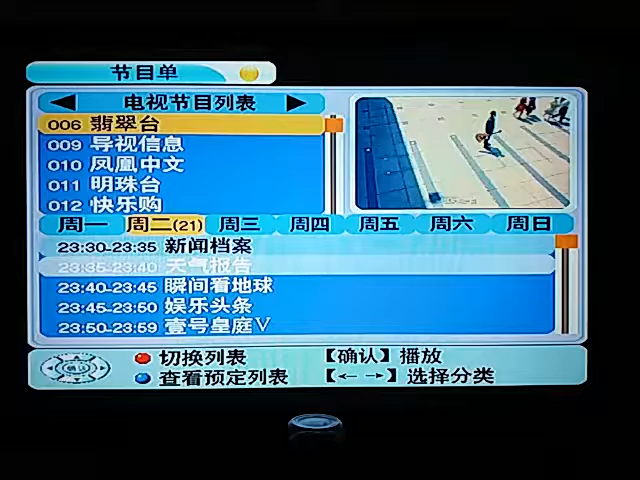 节目单
电视节目列表
006 翡翠台
009 导视信息
010 凤凰中文
011 明珠台
012 快乐购
周一 周二(21) 周三 周四 周五 周六 周日
23:30-23:35 新闻档案
23:35-23:40 天气报告
23:40-23:45 瞬间看地球
23:45-23:50 娱乐头条
23:50-23:59 壹号皇庭V
切换列表 【确认】播放
查看预定列表 【← →】选择分类